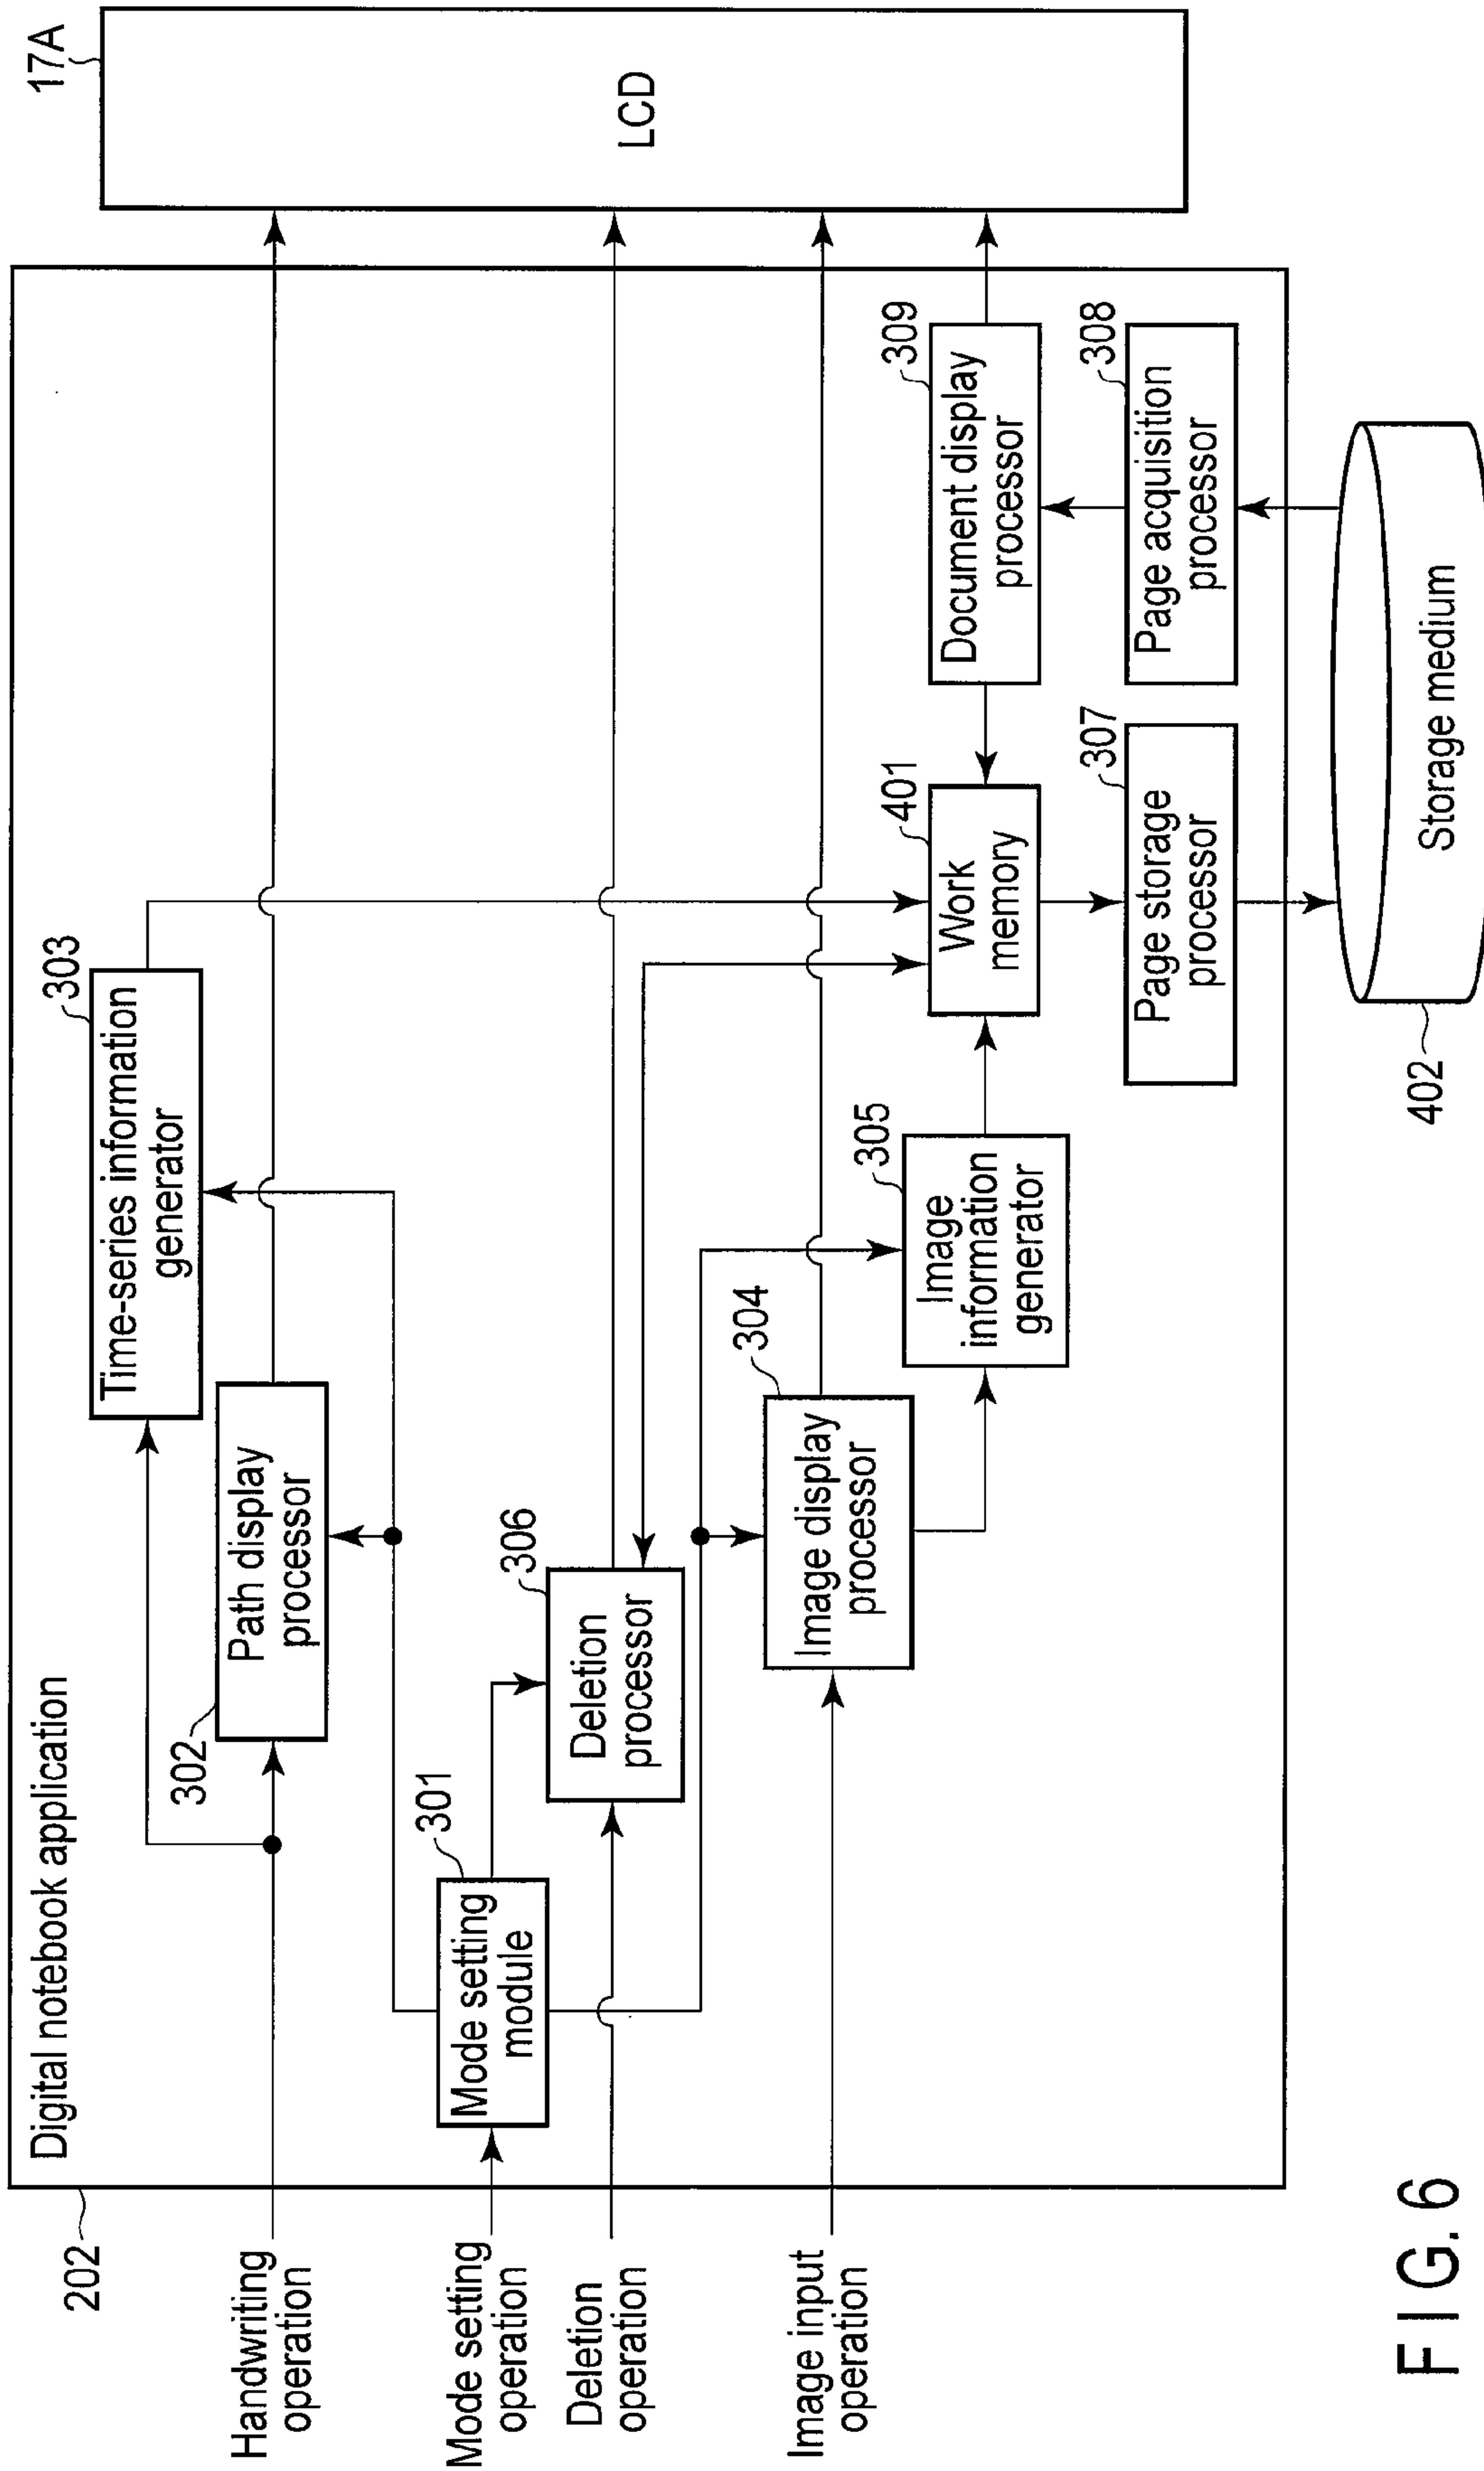 Digital notebook application
202
17A
LCD
Handwriting
operation
Mode setting
operation
Deletion
operation
Image input
operation
303
Time-series information
generator
302
Path display
processor
301
Mode setting
module
306
Deletion
processor
304
Image display
processor
305
Image
information
generator
401
Work
memory
309
Document display
processor
307
Page storage
processor
308
Page acquisition
processor
402
Storage medium
FIG. 6